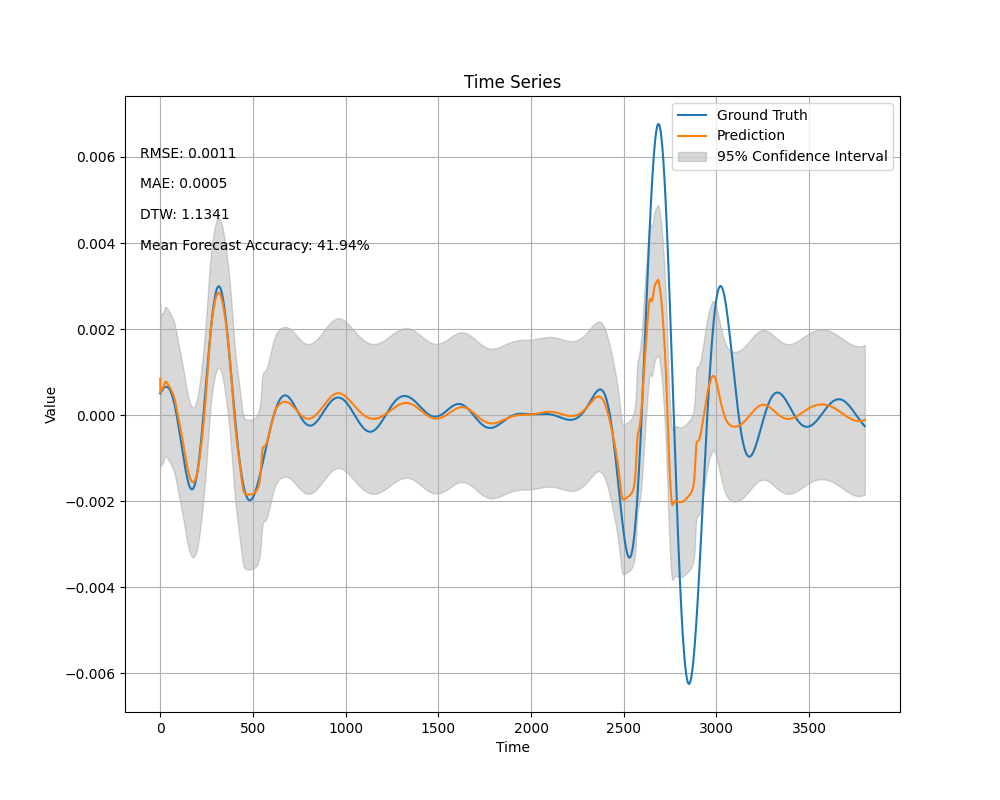 Time Series
Ground Truth
Prediction
95% Confidence Interval
RMSE: 0.0011
MAE: 0.0005
DTW: 1.1341
Mean Forecast Accuracy: 41.94%
Value
0.006
0.004
0.002
0.000
−0.002
−0.004
−0.006
0 500 1000 1500 2000 2500 3000 3500
Time